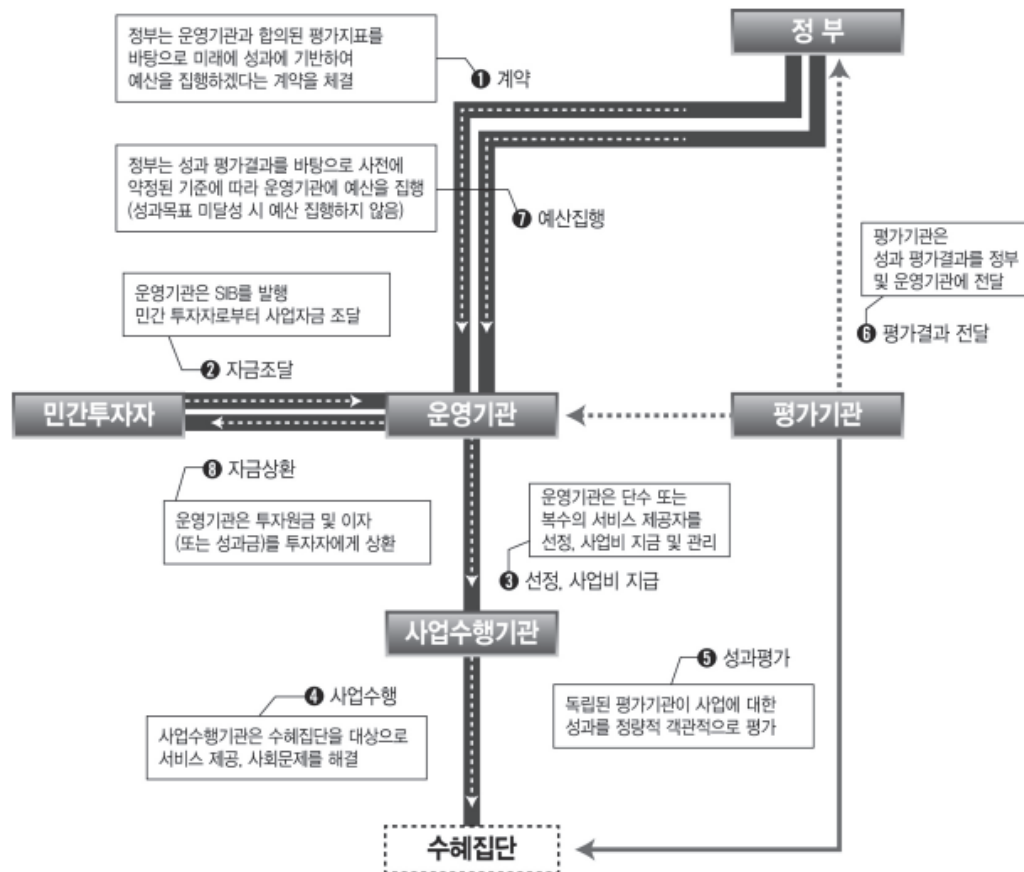 정부
정부는 운영기관과 합의된 평가지표를
바탕으로 미래에 성과에 기반하여
예산을 집행하겠다는 계약을 체결
❶ 계약
정부는 성과 평가결과를 바탕으로 사전에
약정된 기준에 따라 운영기관에 예산을 집행
(성과목표 미달성 시 예산 집행하지 않음)
❼ 예산집행
평가기관은
성과 평가결과를 정부
및 운영기관에 전달
❻ 평가결과 전달
운영기관은 SIB를 발행
민간 투자자로부터 사업자금 조달
❷ 자금조달
민간투자자
운영기관
평가기관
❽ 자금상환
운영기관은 투자원금 및 이자
(또는 성과금)를 투자자에게 상환
운영기관은 단수 또는
복수의 서비스 제공자를
선정, 사업비 지급 및 관리
❸ 선정, 사업비 지급
사업수행기관
❺ 성과평가
독립된 평가기관이 사업에 대한
성과를 정량적 객관적으로 평가
❹ 사업수행
사업수행기관은 수혜집단을 대상으로
서비스 제공, 사회문제를 해결
수혜집단